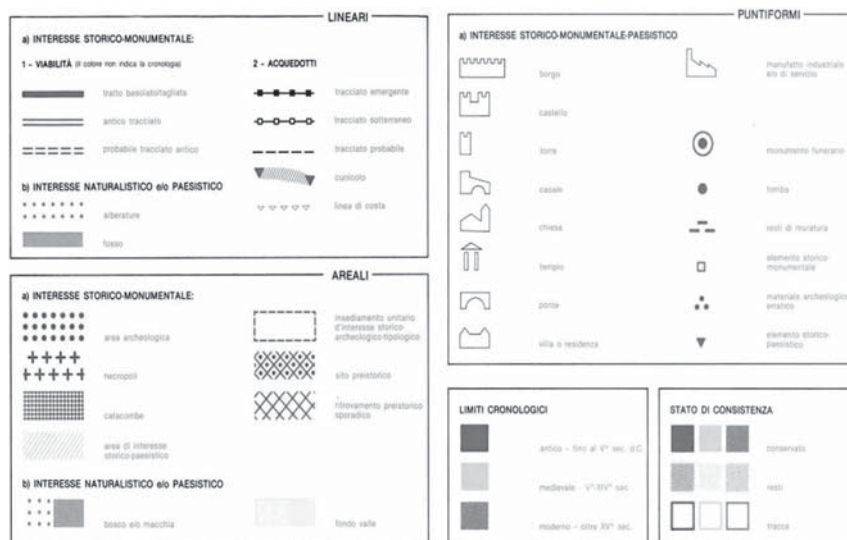 LINEARI
a) INTERESSE STORICO-MONUMENTALE:
1 - VIABILITÀ (Il colore non indica la cronologia)
tratto basolato/tagliata
antico tracciato
probabile tracciato antico
2 - ACQUEDOTTI
tracciato emergente
tracciato sotterraneo
tracciato probabile
cunicolo
linea di costa
b) INTERESSE NATURALISTICO e/o PAESISTICO
alberature
fosso
AREALI
a) INTERESSE STORICO-MONUMENTALE:
area archeologica
necropoli
catacombe
area di interesse
storico-paesistico
insediamento unitario
d'interesse storico-
archeologico-tipologico
sito preistorico
ritrovamento preistorico
sporadico
b) INTERESSE NATURALISTICO e/o PAESISTICO
bosco e/o macchia
fondo valle
PUNTIFORMI
a) INTERESSE STORICO-MONUMENTALE-PAESISTICO
borgo
castello
torre
casale
chiesa
tempio
ponte
villa o residenza
manufatto industriale
e/o di servizio
monumento funerario
tomba
resti di muratura
elemento storico-
monumentale
materiale archeologico
erratico
elemento storico-
paesistico
LIMITI CRONOLOGICI
antico - fino al V° sec. d.C.
medievale - V°-XIV° sec.
moderno - oltre XV° sec.
STATO DI CONSISTENZA
conservato
resti
tracce